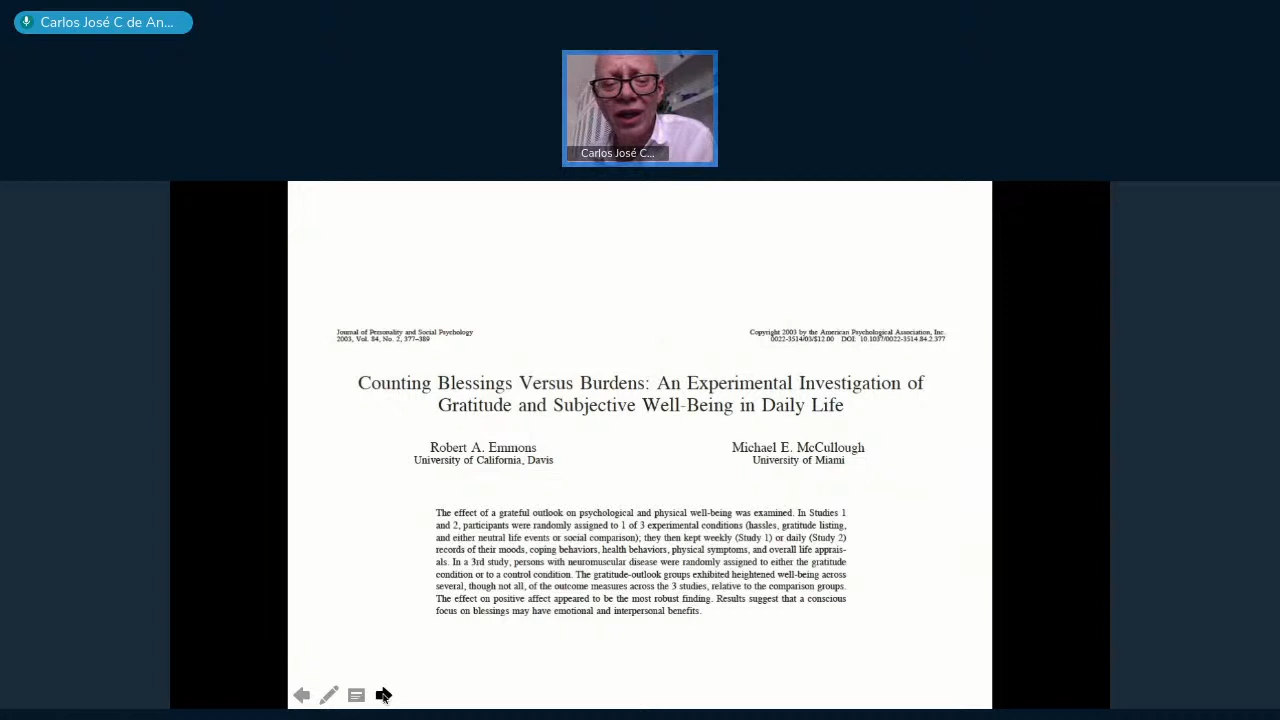 Carlos José C de An...
Carlos José C...
Journal of Personality and Social Psychology
2003, Vol. 84, No. 2, 377–389
Copyright 2003 by the American Psychological Association, Inc.
0022-3514/03/$12.00 DOI: 10.1037/0022-3514.84.2.377
Counting Blessings Versus Burdens: An Experimental Investigation of
Gratitude and Subjective Well-Being in Daily Life
Robert A. Emmons
University of California, Davis
Michael E. McCullough
University of Miami
The effect of a grateful outlook on psychological and physical well-being was examined. In Studies 1
and 2, participants were randomly assigned to 1 of 3 experimental conditions (hassles, gratitude listing,
and either neutral life events or social comparison); they then kept weekly (Study 1) or daily (Study 2)
records of their moods, coping behaviors, health behaviors, physical symptoms, and overall life apprais-
als. In a 3rd study, persons with neuromuscular disease were randomly assigned to either the gratitude
condition or to a control condition. The gratitude-outlook groups exhibited heightened well-being across
several, though not all, of the outcome measures across the 3 studies, relative to the comparison groups.
The effect on positive affect appeared to be the most robust finding. Results suggest that a conscious
focus on blessings may have emotional and interpersonal benefits.